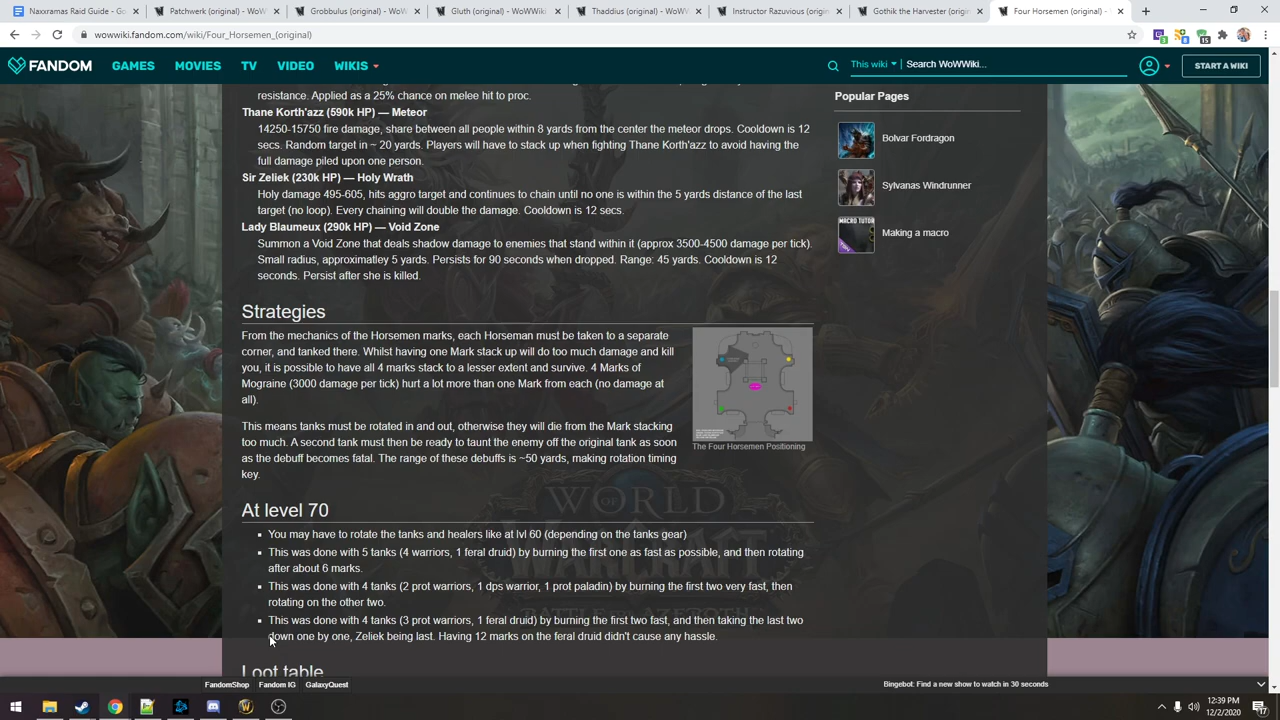 Naxxramas Raid Guide - Go
Patchwerk (original) - WoWW
Grobbulus (original) - WoWWi
Gluth (original) - WoWWiki
Thaddius (original) - WoWW
Instructor Razuvious (original
Gothik the Harvester (original
Four Horsemen (original) -
wowwiki.fandom.com/wiki/Four_Horsemen_(original)
FANDOM GAMES MOVIES TV VIDEO WIKIS This wiki Search WoWWiki... START A WIKI
resistance. Applied as a 25% chance on melee hit to proc.
Thane Korth'azz (590k HP) — Meteor
14250-15750 fire damage, share between all people within 8 yards from the center the meteor drops. Cooldown is 12
secs. Random target in ~ 20 yards. Players will have to stack up when fighting Thane Korth'azz to avoid having the
full damage piled upon one person.
Sir Zeliek (230k HP) — Holy Wrath
Holy damage 495-605, hits aggro target and continues to chain until no one is within the 5 yards distance of the last
target (no loop). Every chaining will double the damage. Cooldown is 12 secs.
Lady Blaumeux (290k HP) — Void Zone
Summon a Void Zone that deals shadow damage to enemies that stand within it (approx 3500-4500 damage per tick).
Small radius, approximatley 5 yards. Persists for 90 seconds when dropped. Range: 45 yards. Cooldown is 12
seconds. Persist after she is killed.
Popular Pages
Bolvar Fordragon
Sylvanas Windrunner
MACRO TUTOR
Making a macro
Strategies
From the mechanics of the Horsemen marks, each Horseman must be taken to a separate
corner, and tanked there. Whilst having one Mark stack up will do too much damage and kill
you, it is possible to have all 4 marks stack to a lesser extent and survive. 4 Marks of
Mograine (3000 damage per tick) hurt a lot more than one Mark from each (no damage at
all).
This means tanks must be rotated in and out, otherwise they will die from the Mark stacking
too much. A second tank must then be ready to taunt the enemy off the original tank as soon
as the debuff becomes fatal. The range of these debuffs is ~50 yards, making rotation timing
key.
The Four Horsemen Positioning
At level 70
You may have to rotate the tanks and healers like at lvl 60 (depending on the tanks gear)
This was done with 5 tanks (4 warriors, 1 feral druid) by burning the first one as fast as possible, and then rotating
after about 6 marks.
This was done with 4 tanks (2 prot warriors, 1 dps warrior, 1 prot paladin) by burning the first two very fast, then
rotating on the other two.
This was done with 4 tanks (3 prot warriors, 1 feral druid) by burning the first two fast, and then taking the last two
down one by one, Zeliek being last. Having 12 marks on the feral druid didn't cause any hassle.
WORLD
OF
WARCRAFT
BATTLE FOR AZEROTH
Loot table
FandomShop Fandom IG GalaxyQuest Bingebot: Find a new show to watch in 30 seconds
12:39 PM
12/2/2020
17